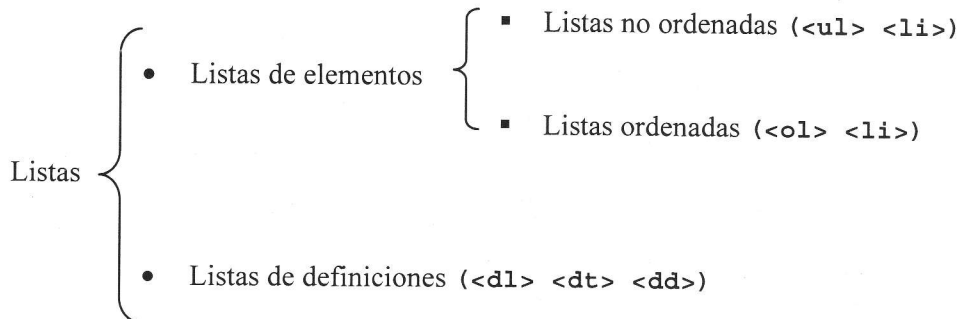 Listas no ordenadas (<ul> <li>)
Listas de elementos
Listas ordenadas (<ol> <li>)
Listas
Listas de definiciones (<dl> <dt> <dd>)